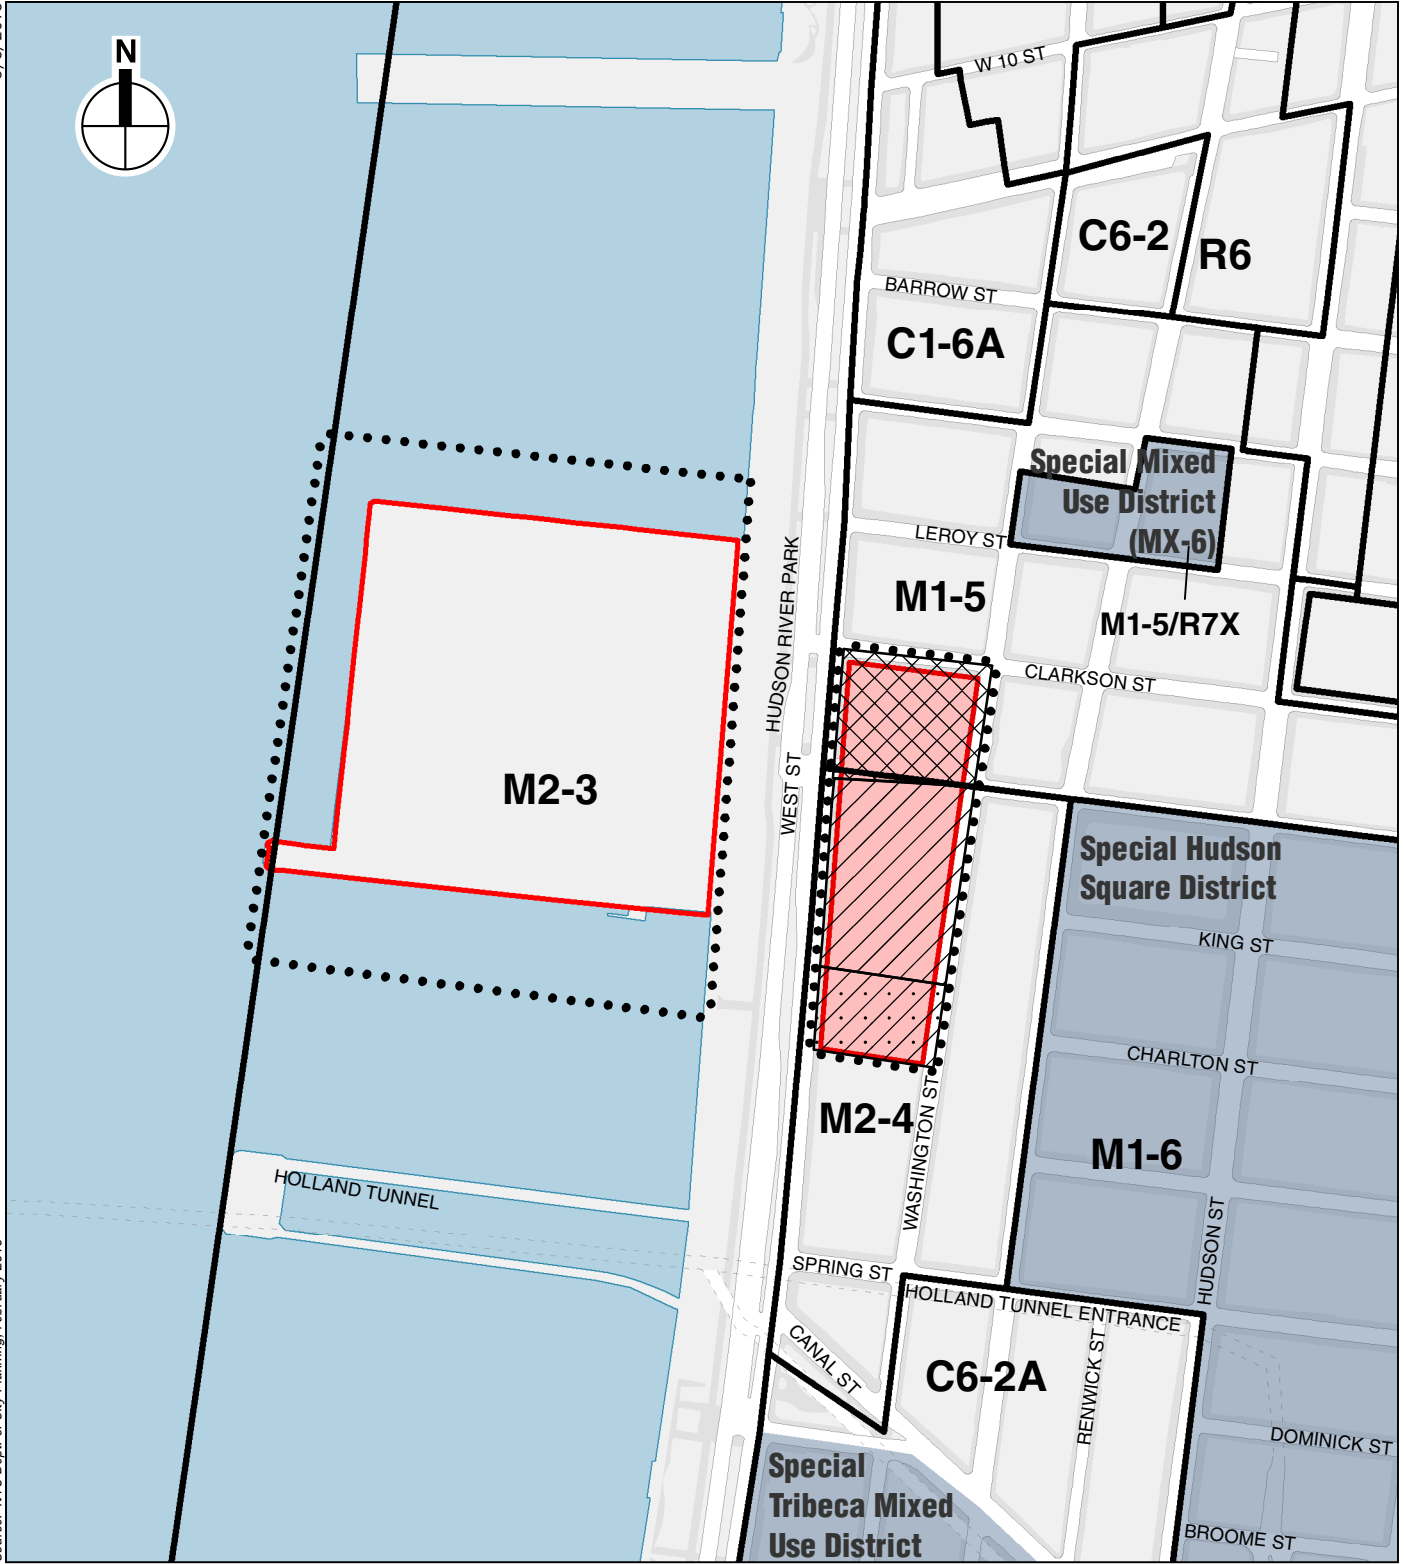 N
W 10 ST
C6-2
R6
BARROW ST
C1-6A
Special Mixed
Use District
(MX-6)
LEROY ST
M1-5
M1-5/R7X
HUDSON RIVER PARK
CLARKSON ST
M2-3
WEST ST
Special Hudson
Square District
KING ST
CHARLTON ST
M2-4
WASHINGTON ST
M1-6
HOLLAND TUNNEL
HUDSON ST
SPRING ST
HOLLAND TUNNEL ENTRANCE
CANAL ST
C6-2A
RENWICK ST
DOMINICK ST
Special
Tribeca Mixed
Use District
BROOME ST